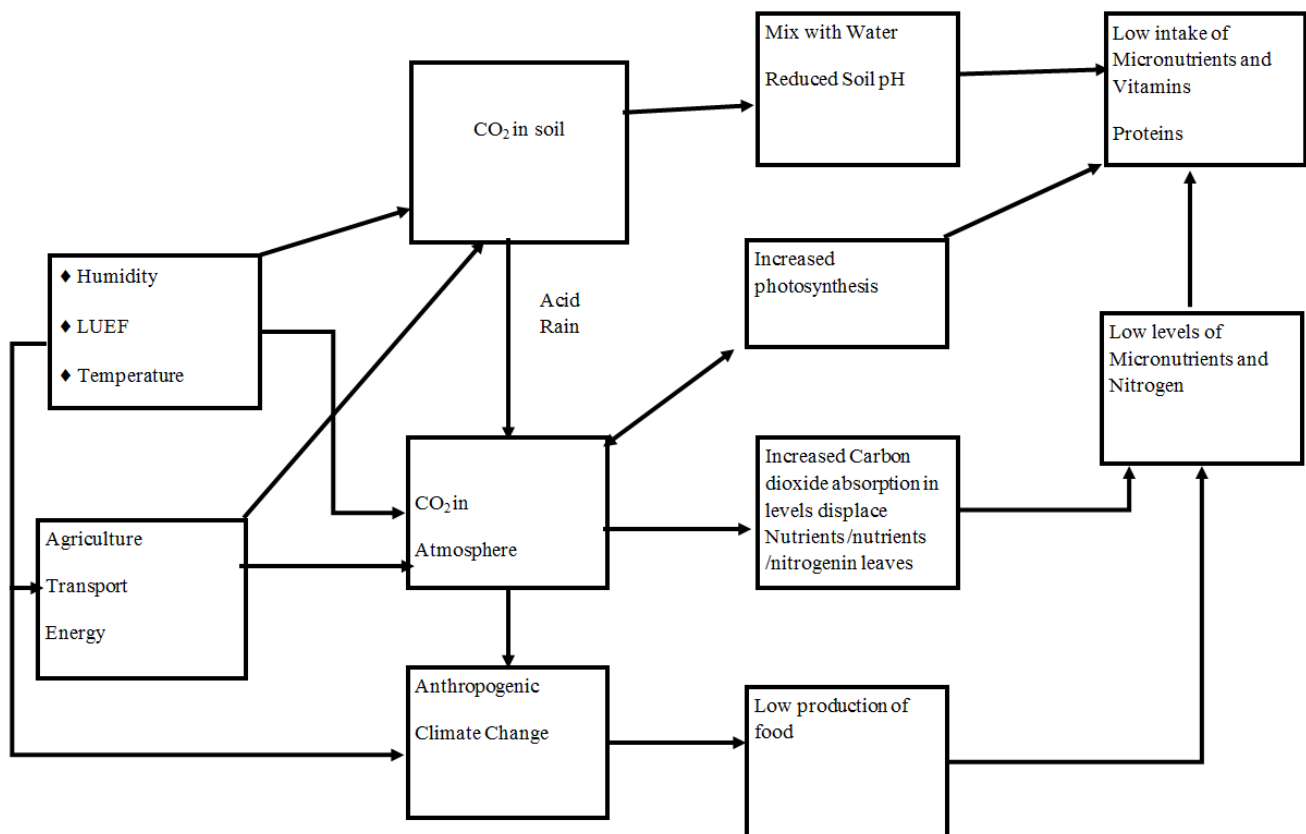 Mix with Water
Reduced Soil pH
Low intake of
Micronutrients and
Vitamins
Proteins
CO₂ in soil
♦ Humidity
♦ LUEF
♦ Temperature
Acid
Rain
Increased
photosynthesis
Low levels of
Micronutrients and
Nitrogen
CO₂ in
Atmosphere
Increased Carbon
dioxide absorption in
levels displace
Nutrients/nutrients
/nitrogenin leaves
Agriculture
Transport
Energy
Anthropogenic
Climate Change
Low production of
food